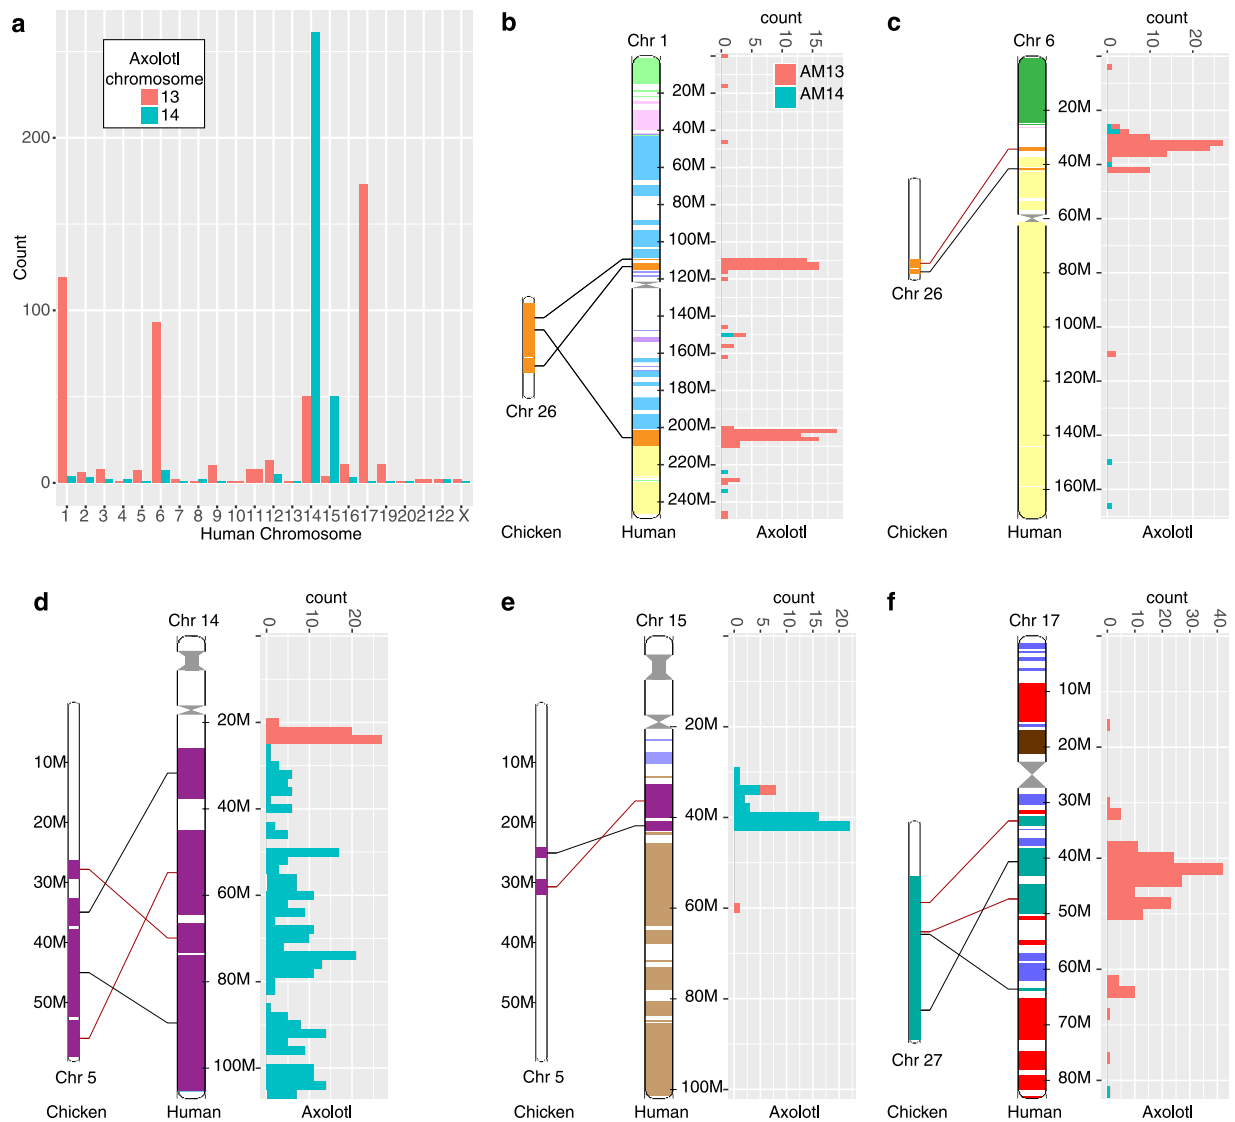 a
Axolotl
chromosome
13
14
Count
200
100
0
1 2 3 4 5 6 7 8 9 10 11 12 13 14 15 16 17 18 19 20 21 22 X
Human Chromosome
b
count
0 5 10 15
Chr 1
AM13
AM14
20M
40M
60M
80M
100M
120M
140M
160M
180M
200M
220M
240M
Chr 26
Chicken Human Axolotl
c
count
0 10 20
Chr 6
20M
40M
60M
80M
100M
120M
140M
160M
Chr 26
Chicken Human Axolotl
d
count
0 10 20
Chr 14
20M
40M
60M
80M
100M
10M
20M
30M
40M
50M
Chr 5
Chicken Human Axolotl
e
count
0 5 10 15 20
Chr 15
20M
40M
60M
80M
100M
10M
20M
30M
40M
50M
Chr 5
Chicken Human Axolotl
f
count
0 10 20 30 40
Chr 17
10M
20M
30M
40M
50M
60M
70M
80M
Chr 27
Chicken Human Axolotl